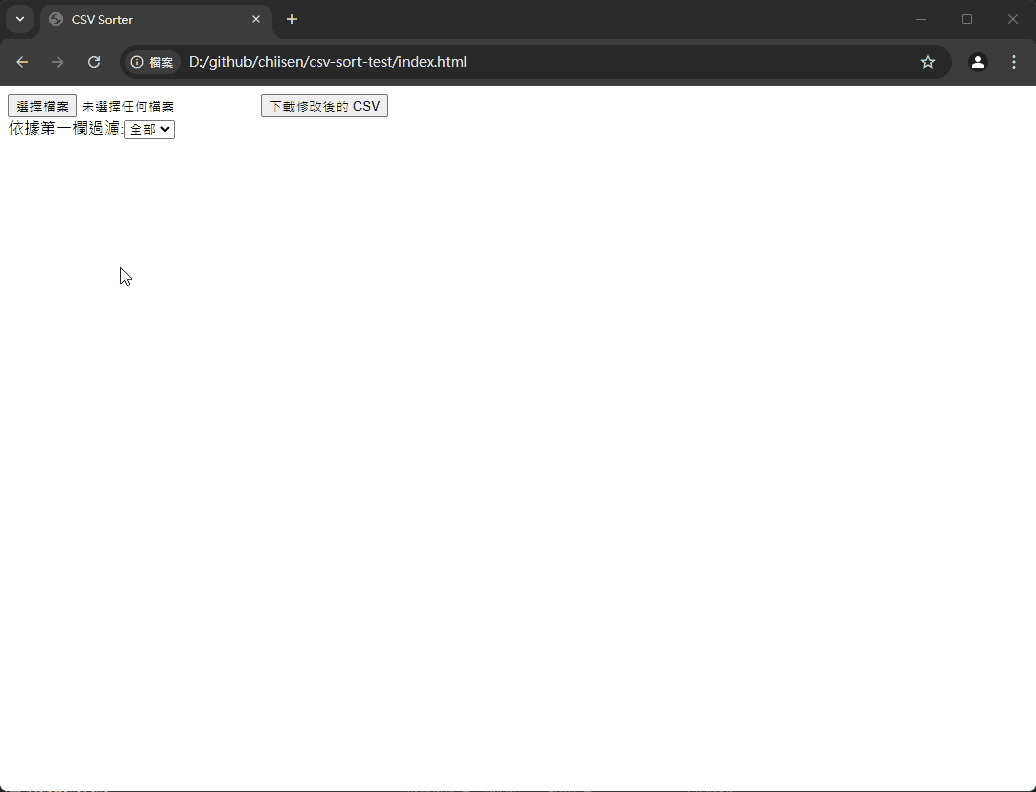 CSV Sorter
檔案 D:/github/chiisen/csv-sort-test/index.html
選擇檔案 未選擇任何檔案 下載修改後的 CSV
依據第一欄過濾: 全部